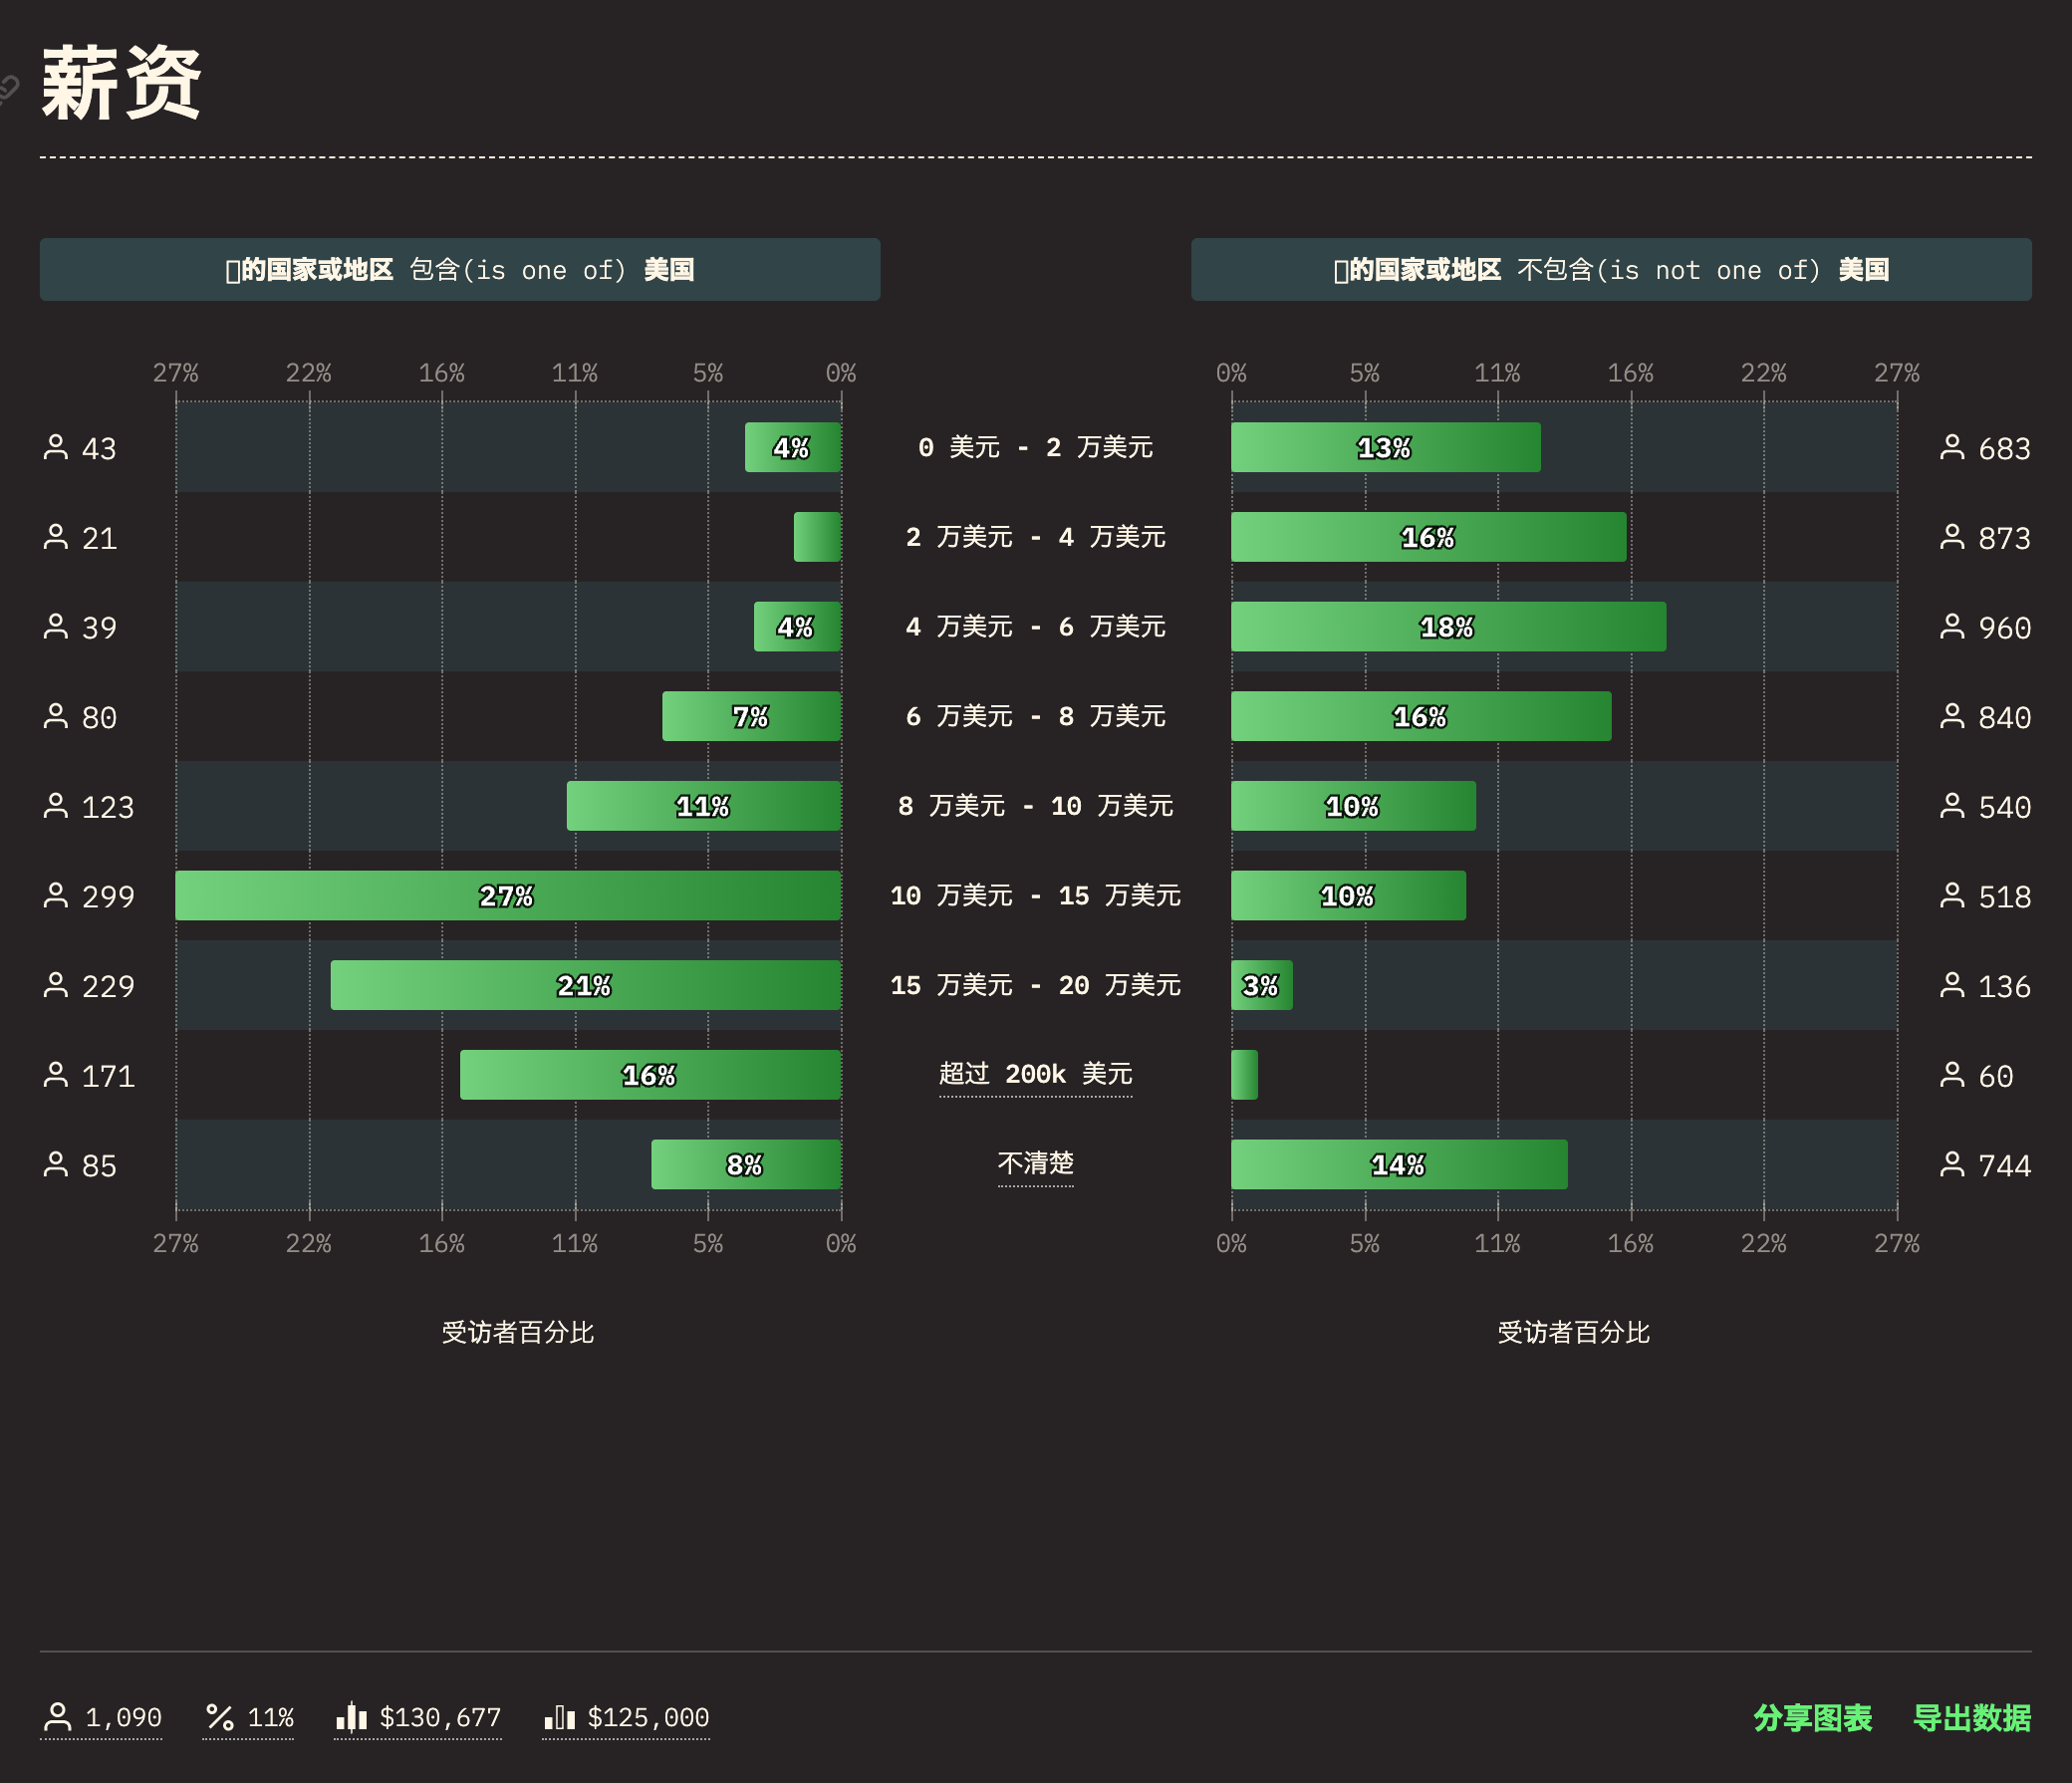 薪资
的国家或地区 包含(is one of) 美国
的国家或地区 不包含(is not one of) 美国
27% 22% 16% 11% 5% 0%
0% 5% 11% 16% 22% 27%
43 4% 0 美元 - 2 万美元 13% 683
21 2 万美元 - 4 万美元 16% 873
39 4% 4 万美元 - 6 万美元 18% 960
80 7% 6 万美元 - 8 万美元 16% 840
123 11% 8 万美元 - 10 万美元 10% 540
299 27% 10 万美元 - 15 万美元 10% 518
229 21% 15 万美元 - 20 万美元 3% 136
171 16% 超过 200k 美元 60
85 8% 不清楚 14% 744
27% 22% 16% 11% 5% 0%
0% 5% 11% 16% 22% 27%
受访者百分比
受访者百分比
1,090 11% $130,677 $125,000
分享图表 导出数据